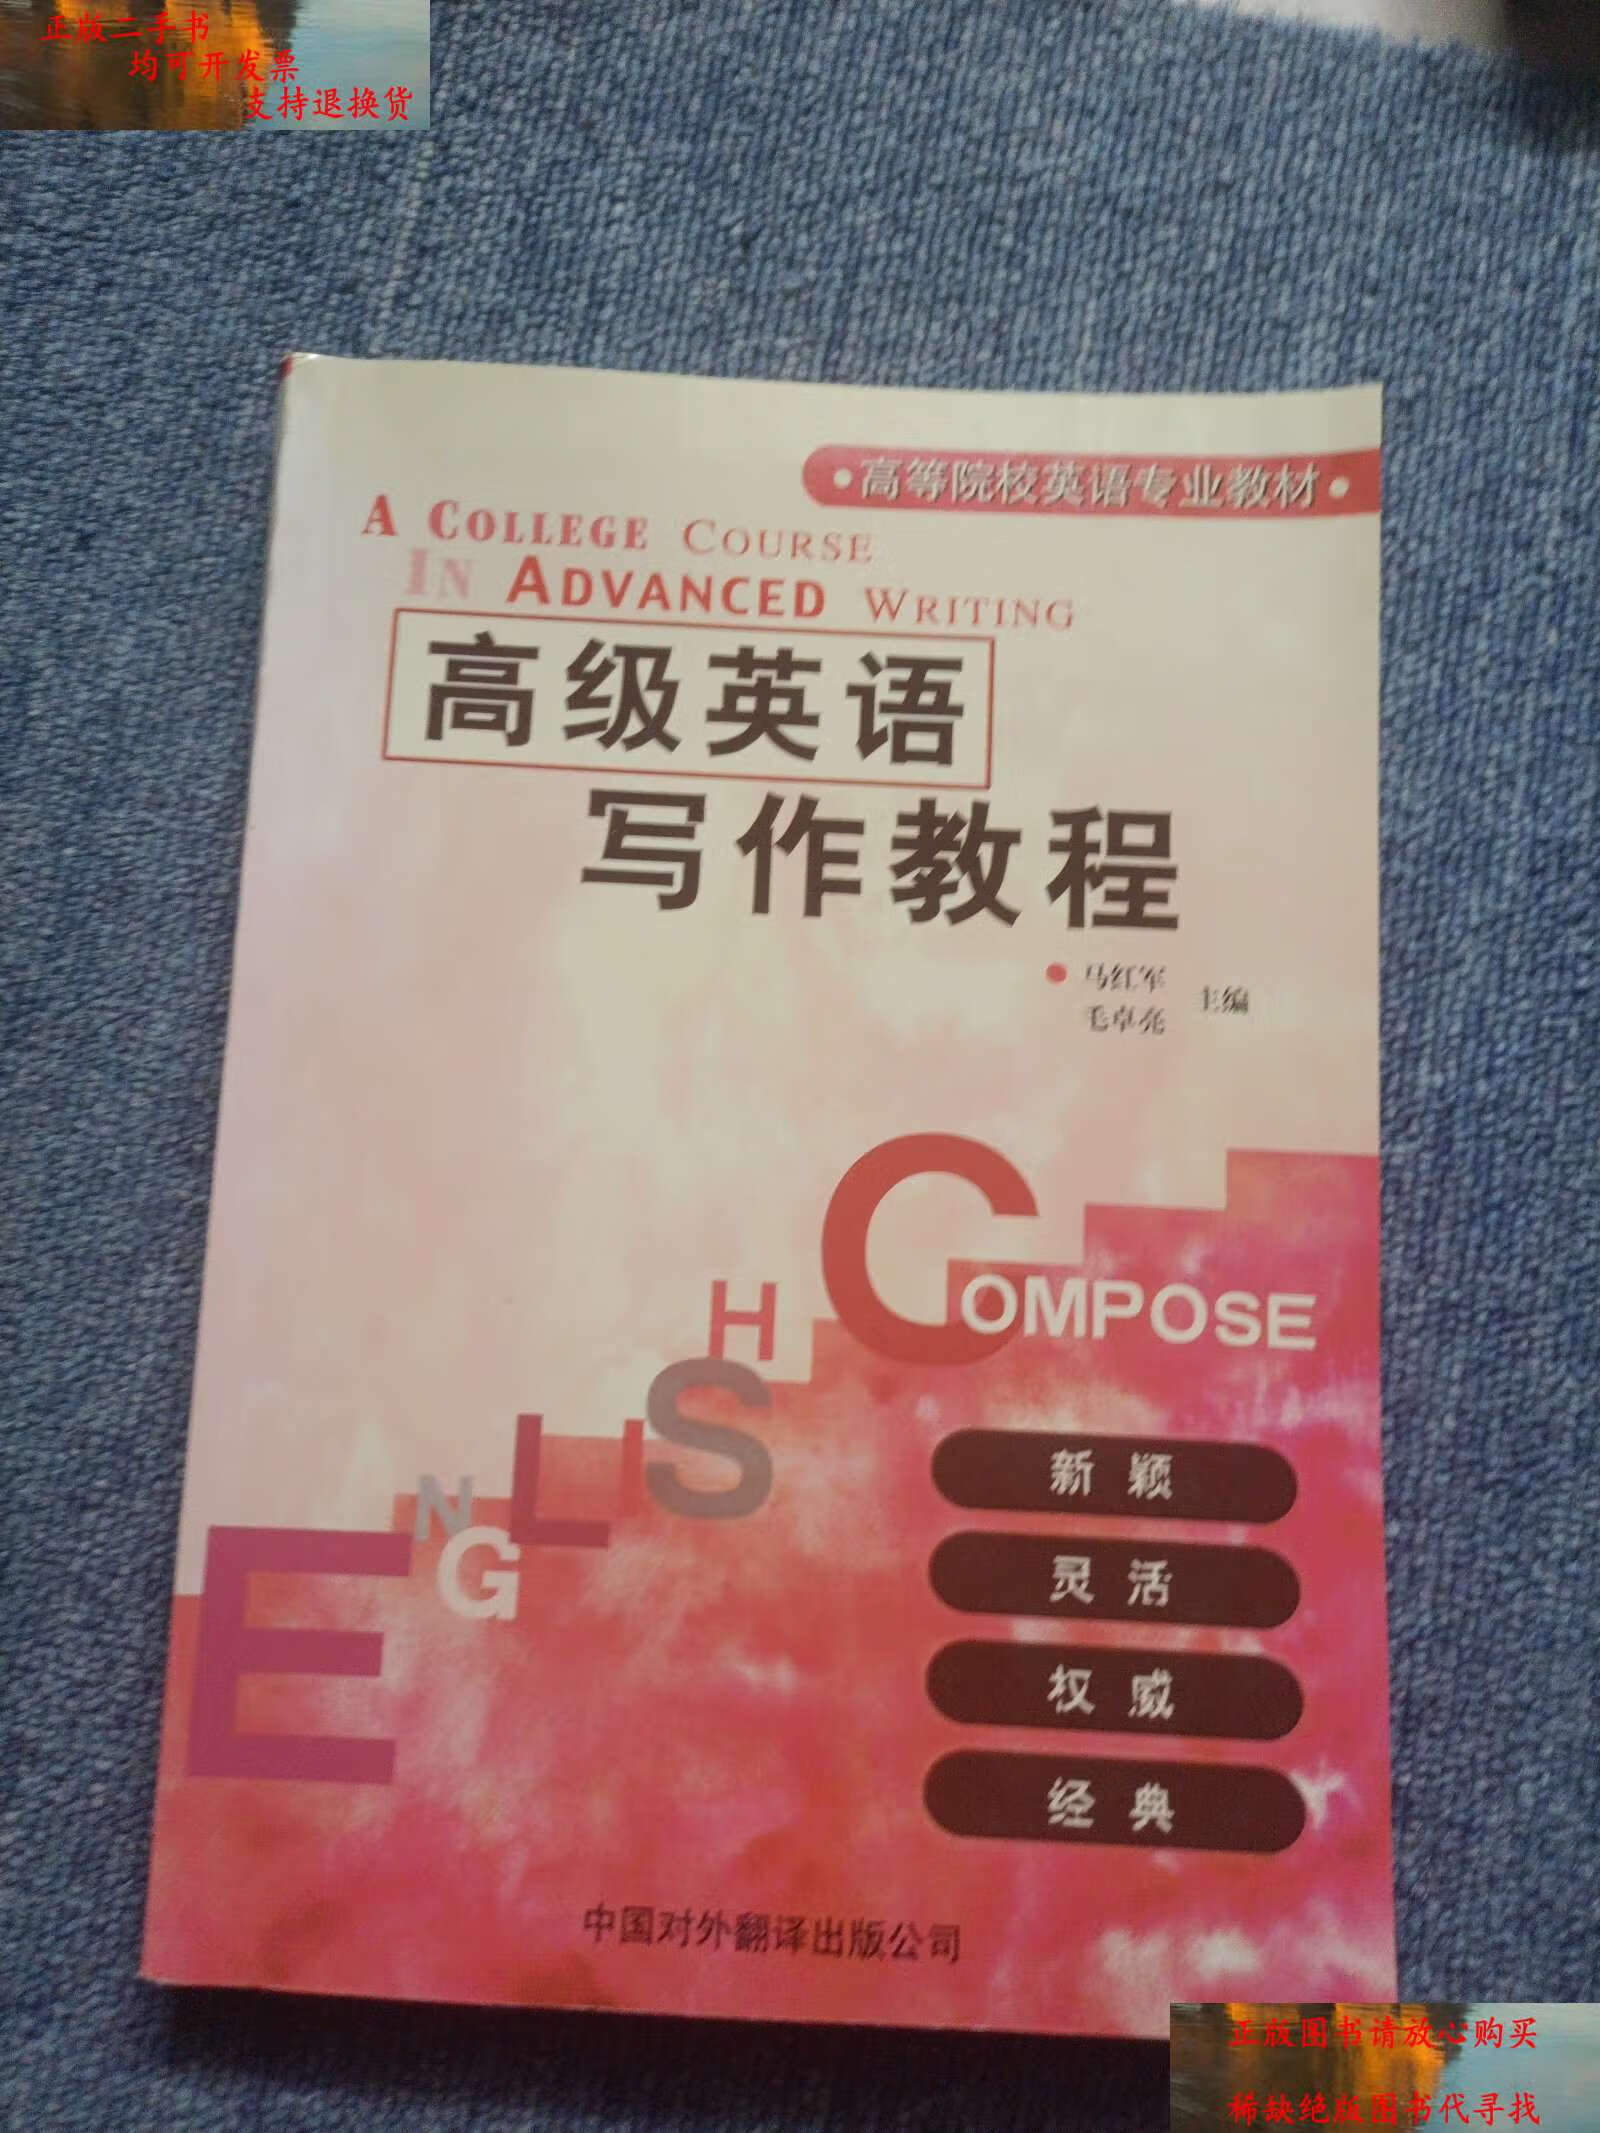 正版二手书
均可开发票
支持退换货
·高等院校英语专业教材·
A COLLEGE COURSE
IN ADVANCED WRITING
高级英语
写作教程
马红军
毛卓亮
主编
COMPOSE
ENGLISH
新颖
灵活
权威
经典
中国对外翻译出版公司
正版图书请放心购买
稀缺绝版图书代寻找